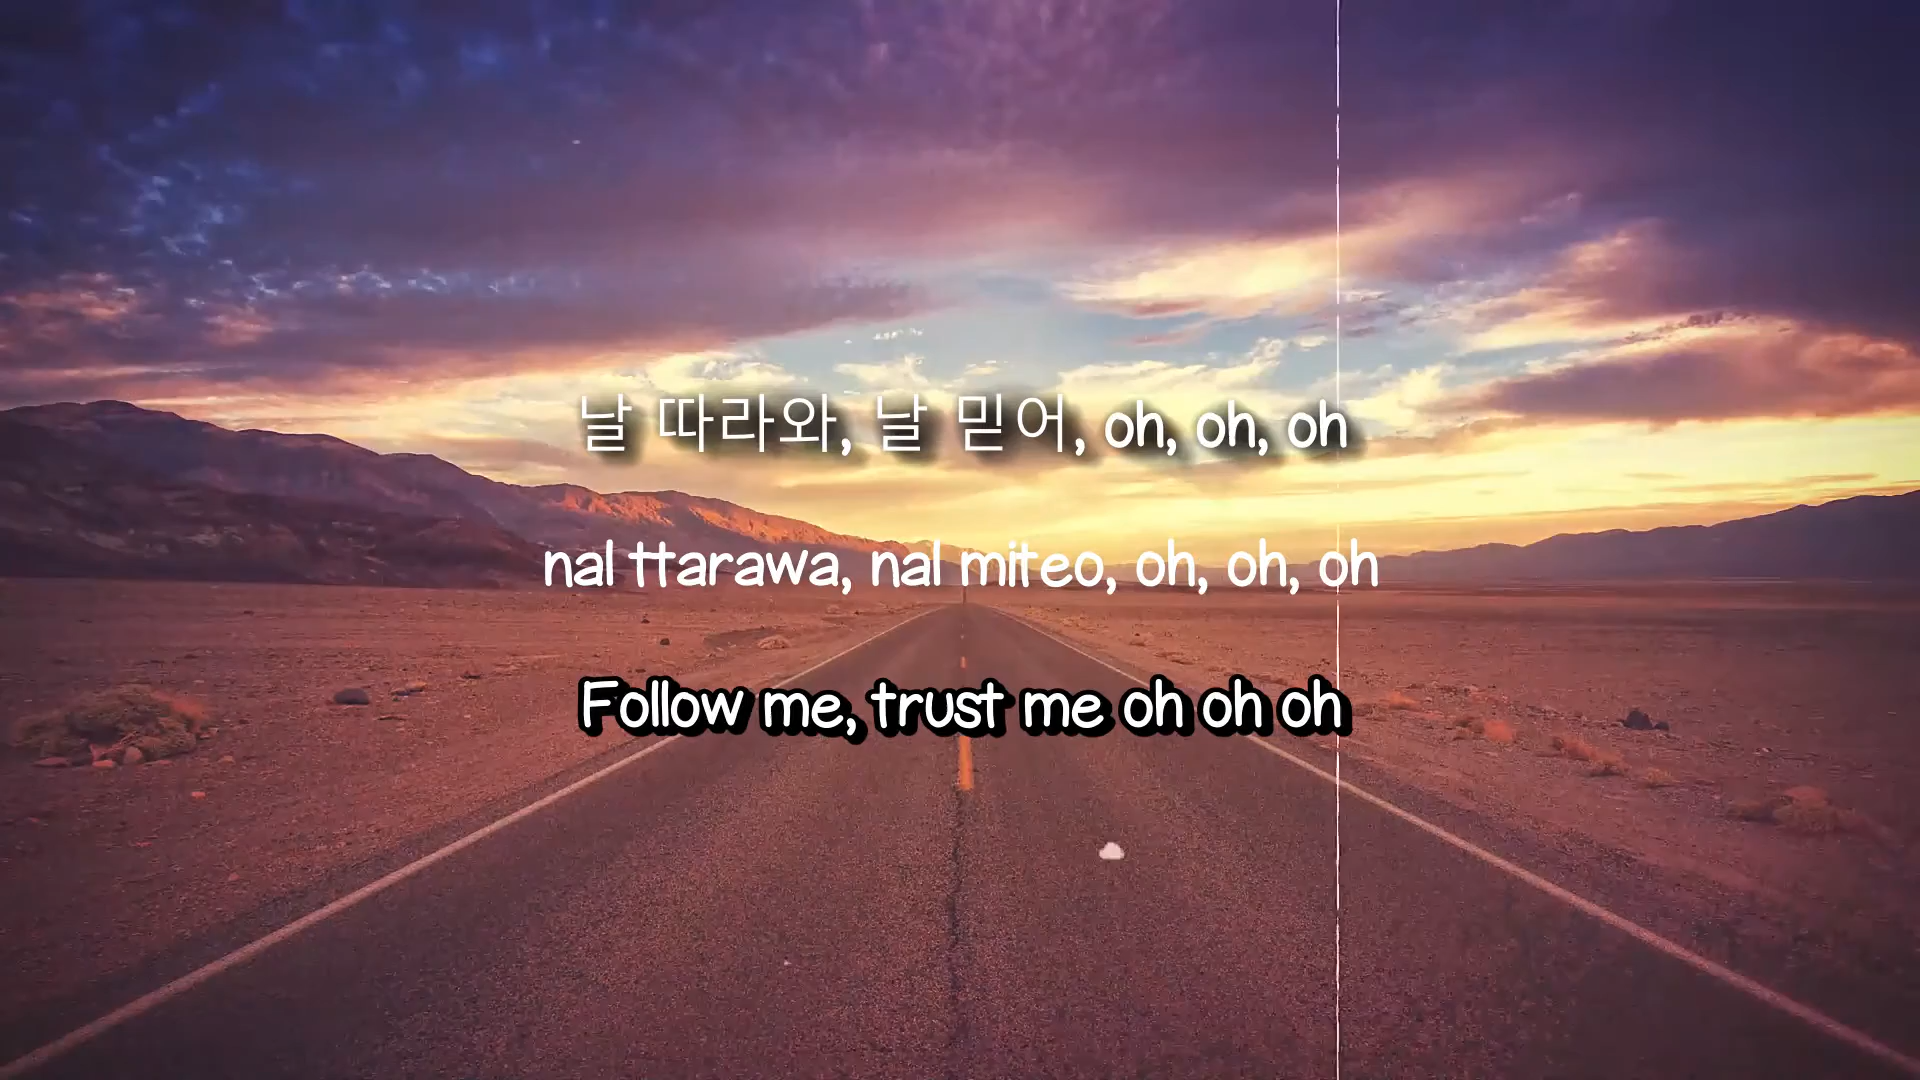 날 따라와, 날 믿어, oh, oh, oh
nal ttarawa, nal miteo, oh, oh, oh
Follow me, trust me oh oh oh